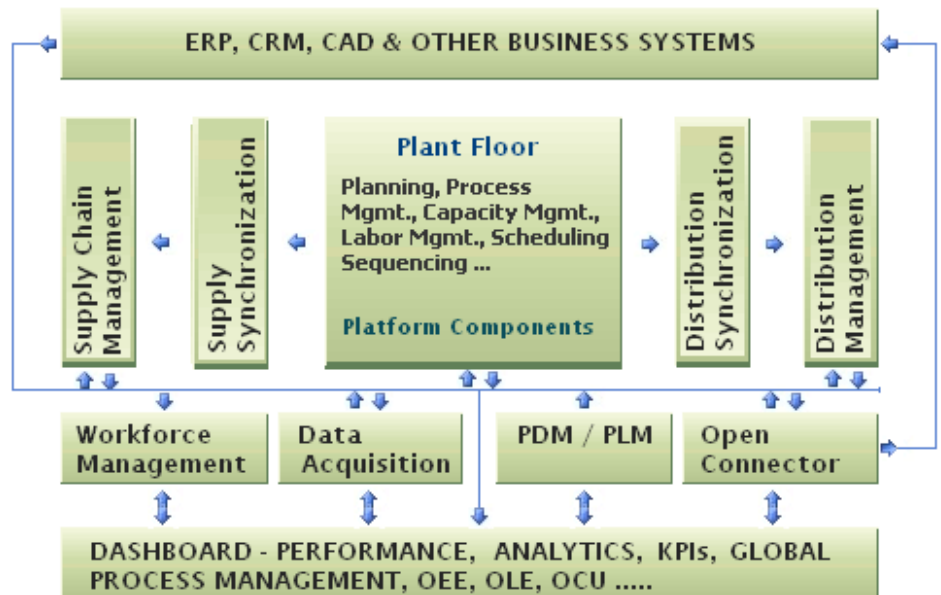 ERP, CRM, CAD & OTHER BUSINESS SYSTEMS
Supply Chain
Management
Supply
Synchronization
Plant Floor
Planning, Process
Mgmt., Capacity Mgmt.,
Labor Mgmt., Scheduling
Sequencing ...
Platform Components
Distribution
Synchronization
Distribution
Management
Workforce
Management
Data
Acquisition
PDM / PLM
Open
Connector
DASHBOARD - PERFORMANCE, ANALYTICS, KPIs, GLOBAL
PROCESS MANAGEMENT, OEE, OLE, OCU .....